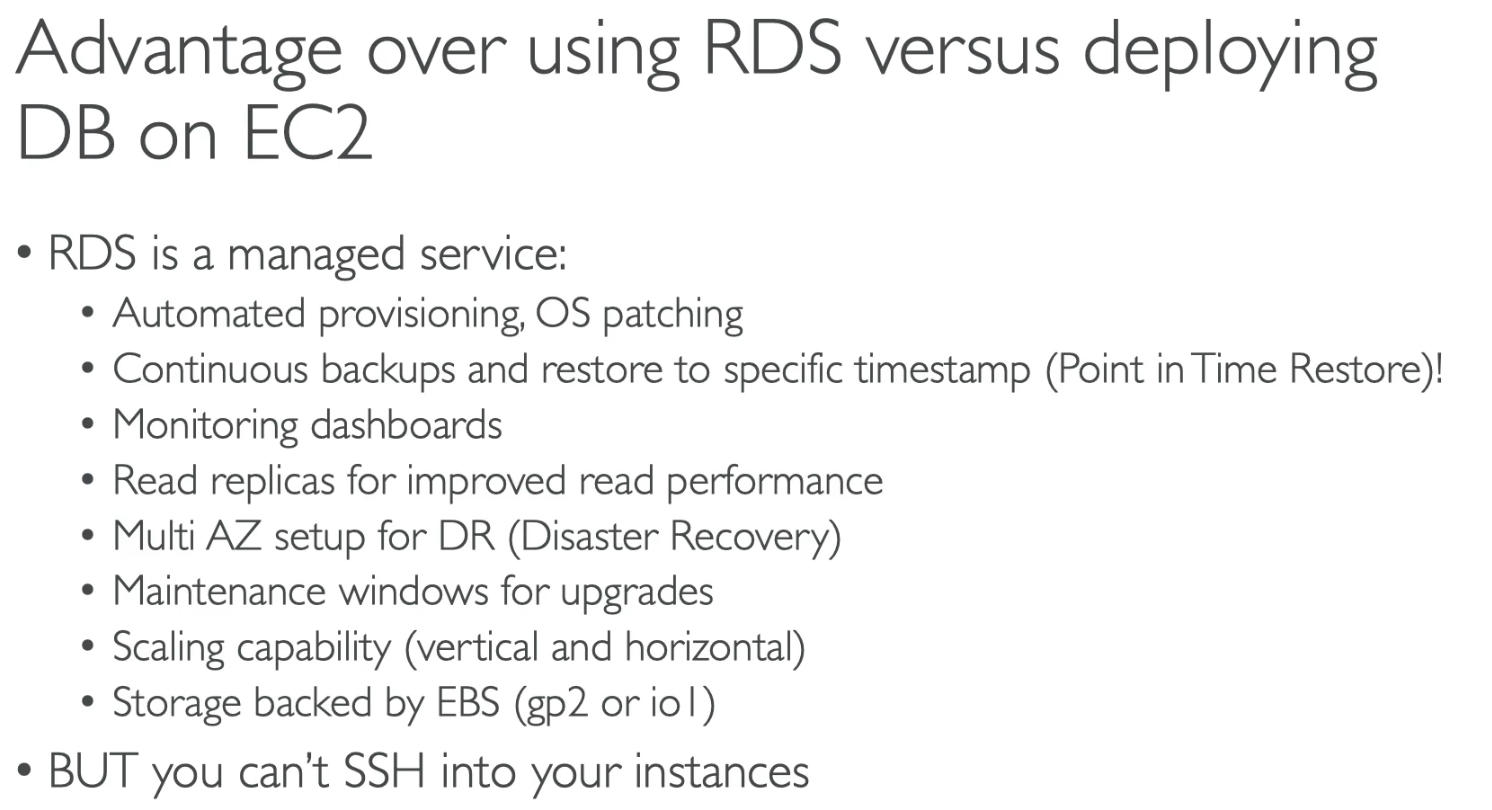 Advantage over using RDS versus deploying
DB on EC2
• RDS is a managed service:
• Automated provisioning, OS patching
• Continuous backups and restore to specific timestamp (Point in Time Restore)!
• Monitoring dashboards
• Read replicas for improved read performance
• Multi AZ setup for DR (Disaster Recovery)
• Maintenance windows for upgrades
• Scaling capability (vertical and horizontal)
• Storage backed by EBS (gp2 or io1)
• BUT you can't SSH into your instances